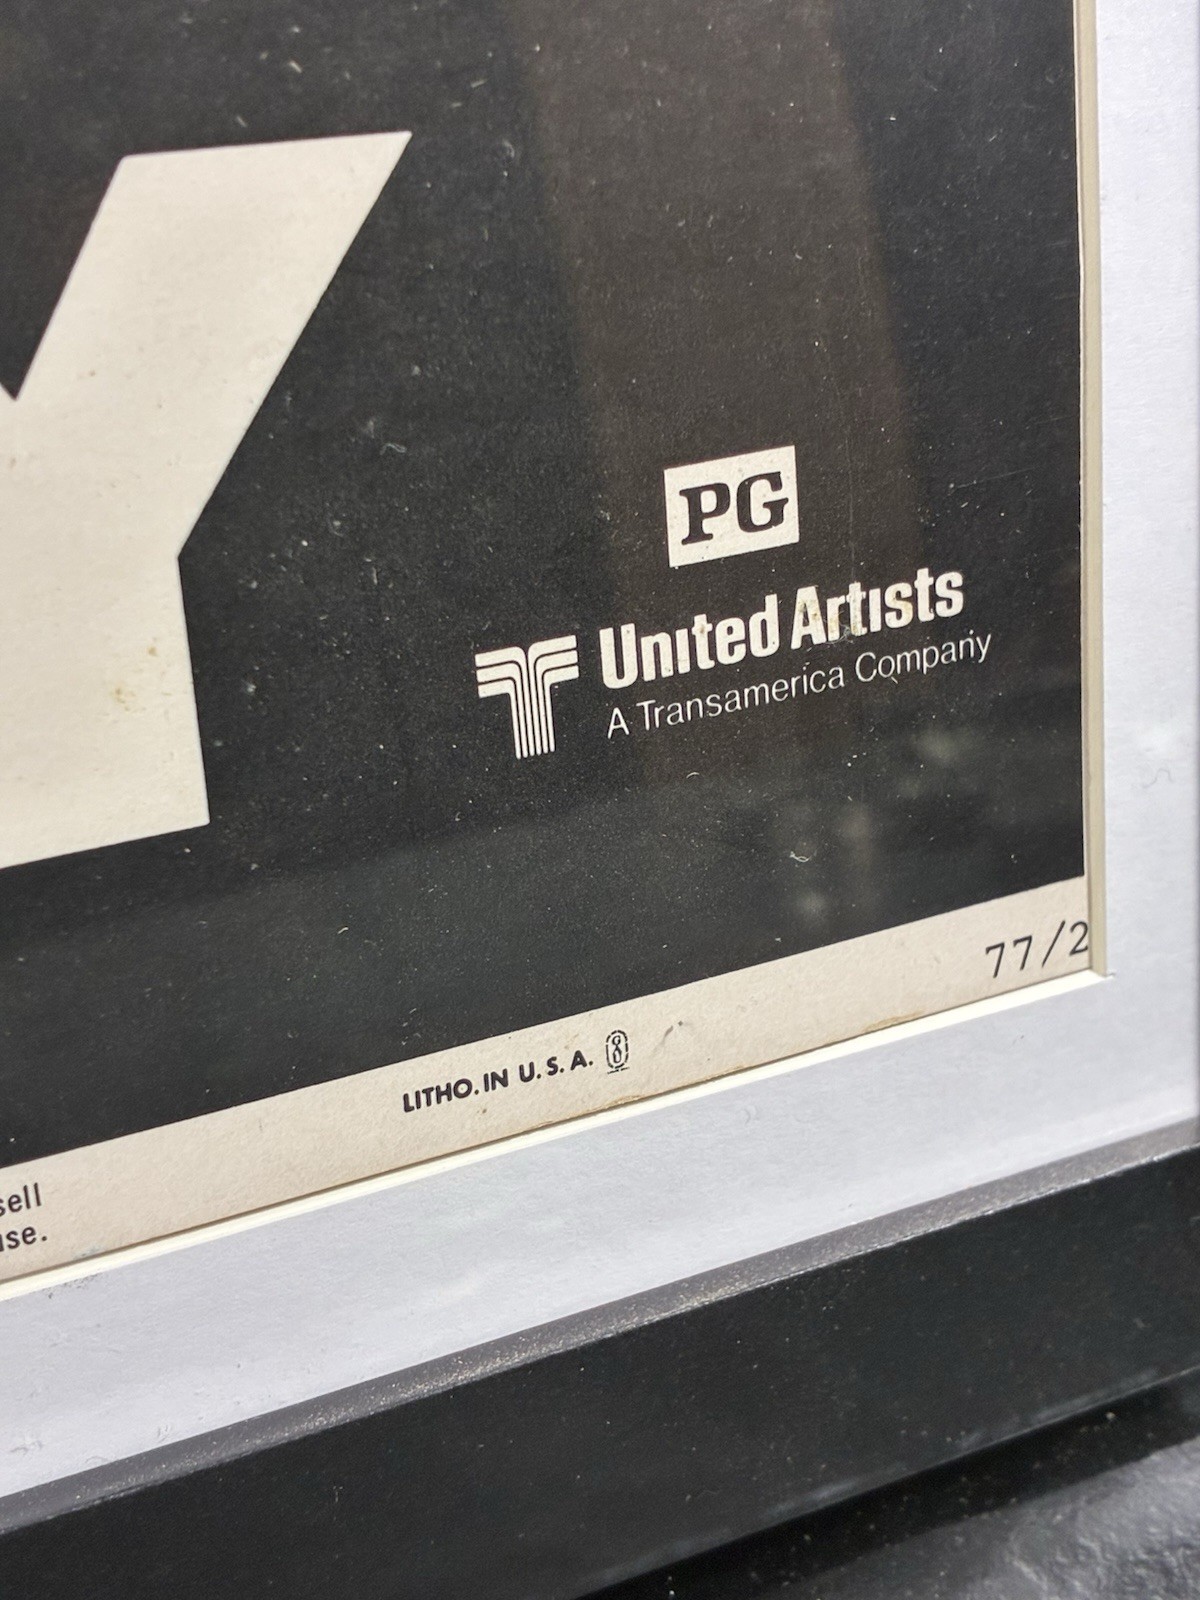 Y
PG
United Artists
A Transamerica Company
77/2
LITHO. IN U.S.A.
sell
use.